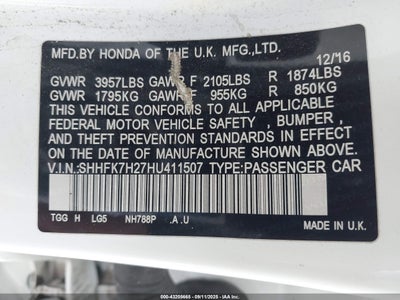 MFD.BY HONDA OF THE U.K. MFG.,LTD.
12/16
GVWR 3957LBS GAWR F 2105LBS R 1874LBS
GVWR 1795KG GAWR F 955KG R 850KG
THIS VEHICLE CONFORMS TO ALL APPLICABLE
FEDERAL MOTOR VEHICLE SAFETY , BUMPER ,
AND THEFT PREVENTION STANDARDS IN EFFECT
ON THE DATE OF MANUFACTURE SHOWN ABOVE.
V.I.N.:SHHFK7H27HU411507 TYPE:PASSENGER CAR
TGG H LG5 NH788P .A .U
MADE IN U.K.
000-43205665 - 09/11/2025 - IAAI.COM